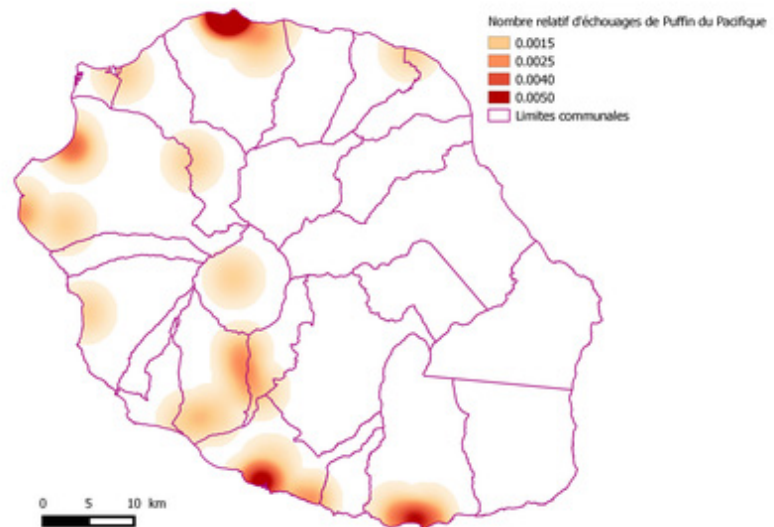 Nombre relatif d'échouages de Puffin du Pacifique
0.0015
0.0025
0.0040
0.0050
Limites communales
0 5 10 km